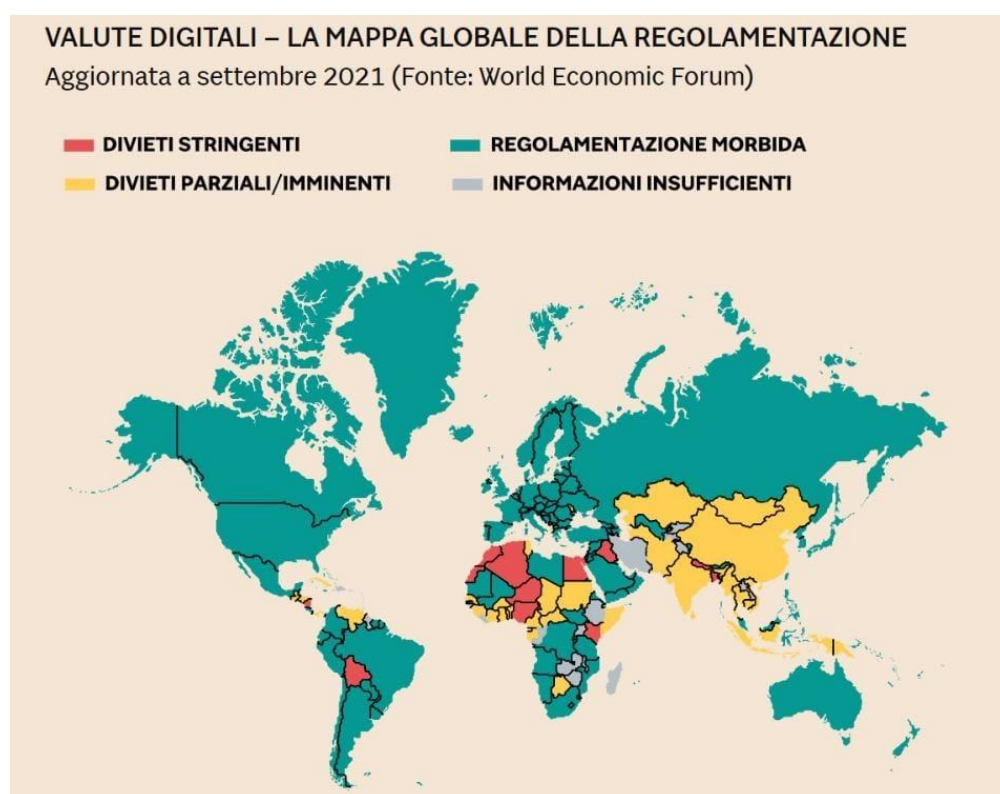 VALUTE DIGITALI – LA MAPPA GLOBALE DELLA REGOLAMENTAZIONE
Aggiornata a settembre 2021 (Fonte: World Economic Forum)
DIVIETI STRINGENTI
REGOLAMENTAZIONE MORBIDA
DIVIETI PARZIALI/IMMINENTI
INFORMAZIONI INSUFFICIENTI